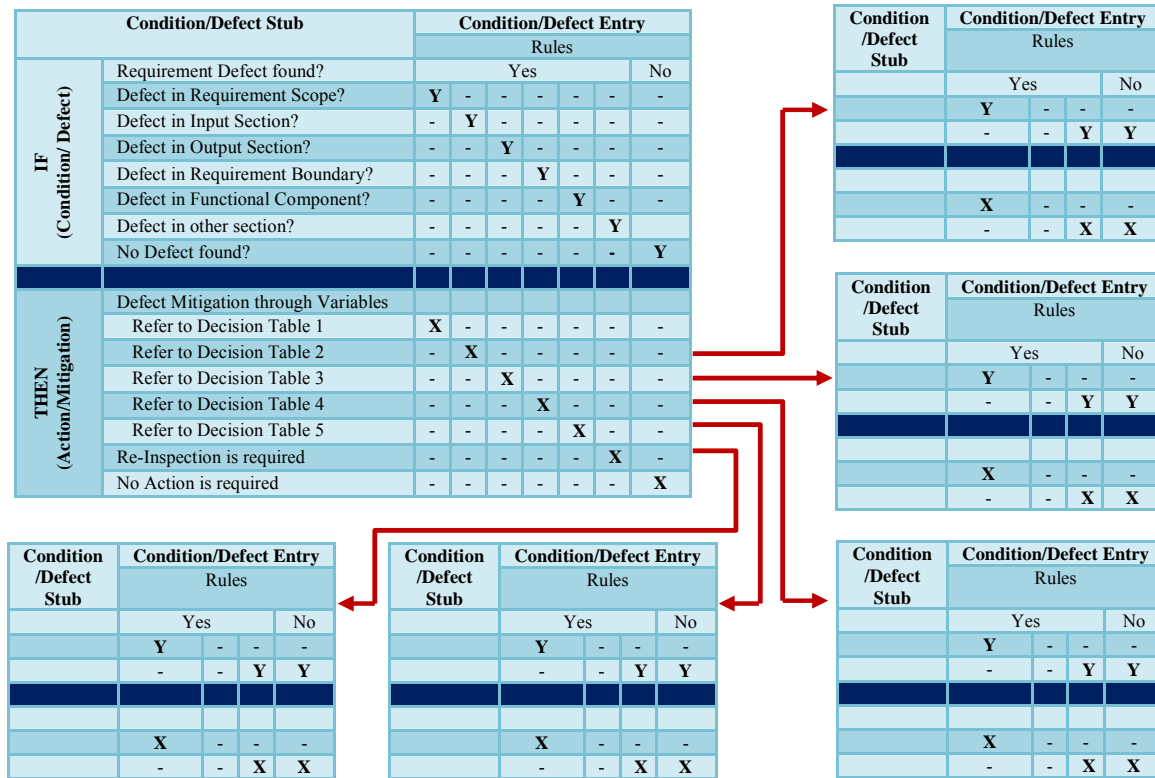 Condition/Defect Stub Condition/Defect Entry
Rules
IF
(Condition/ Defect)
Requirement Defect found? Yes No
Defect in Requirement Scope? Y - - - - - -
Defect in Input Section? - Y - - - - -
Defect in Output Section? - - Y - - - -
Defect in Requirement Boundary? - - - Y - - -
Defect in Functional Component? - - - - Y - -
Defect in other section? - - - - - Y
No Defect found? - - - - - - Y
THEN
(Action/Mitigation)
Defect Mitigation through Variables
Refer to Decision Table 1 X - - - - - -
Refer to Decision Table 2 - X - - - - -
Refer to Decision Table 3 - - X - - - -
Refer to Decision Table 4 - - - X - - -
Refer to Decision Table 5 - - - - X - -
Re-Inspection is required - - - - - X -
No Action is required - - - - - - X
Condition
/Defect
Stub
Condition/Defect Entry
Rules
Yes No
Y - - -
- - Y Y
X - - -
- - X X
Condition
/Defect
Stub
Condition/Defect Entry
Rules
Yes No
Y - - -
- - Y Y
X - - -
- - X X
Condition
/Defect
Stub
Condition/Defect Entry
Rules
Yes No
Y - - -
- - Y Y
X - - -
- - X X
Condition
/Defect
Stub
Condition/Defect Entry
Rules
Yes No
Y - - -
- - Y Y
X - - -
- - X X
Condition
/Defect
Stub
Condition/Defect Entry
Rules
Yes No
Y - - -
- - Y Y
X - - -
- - X X